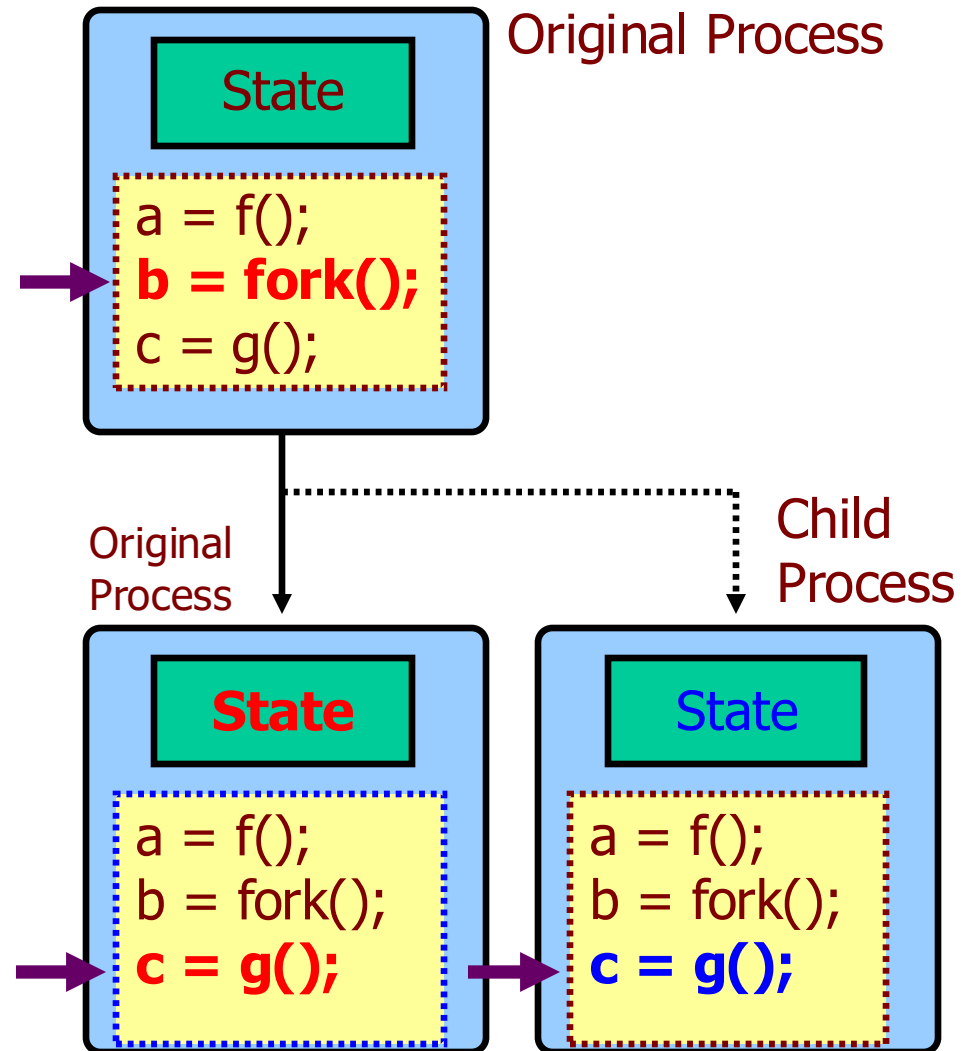 Original Process
State
a = f();
b = fork();
c = g();
Original
Process
Child
Process
State
a = f();
b = fork();
c = g();
State
a = f();
b = fork();
c = g();